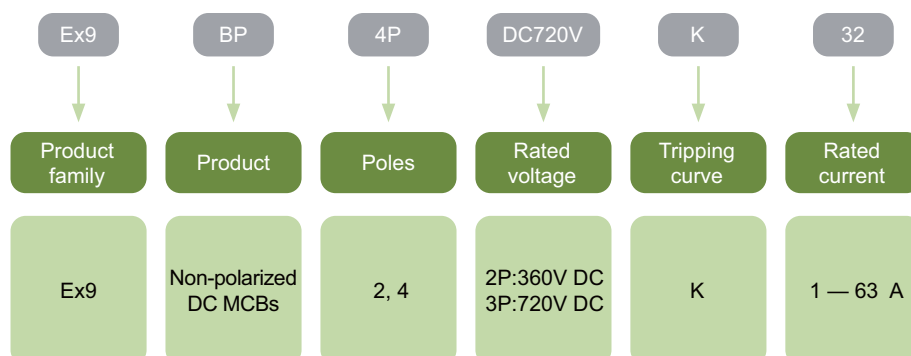 Ex9 BP 4P DC720V K 32
Product family
Product
Poles
Rated voltage
Tripping curve
Rated current
Ex9
Non-polarized
DC MCBs
2, 4
2P:360V DC
3P:720V DC
K
1 — 63 A